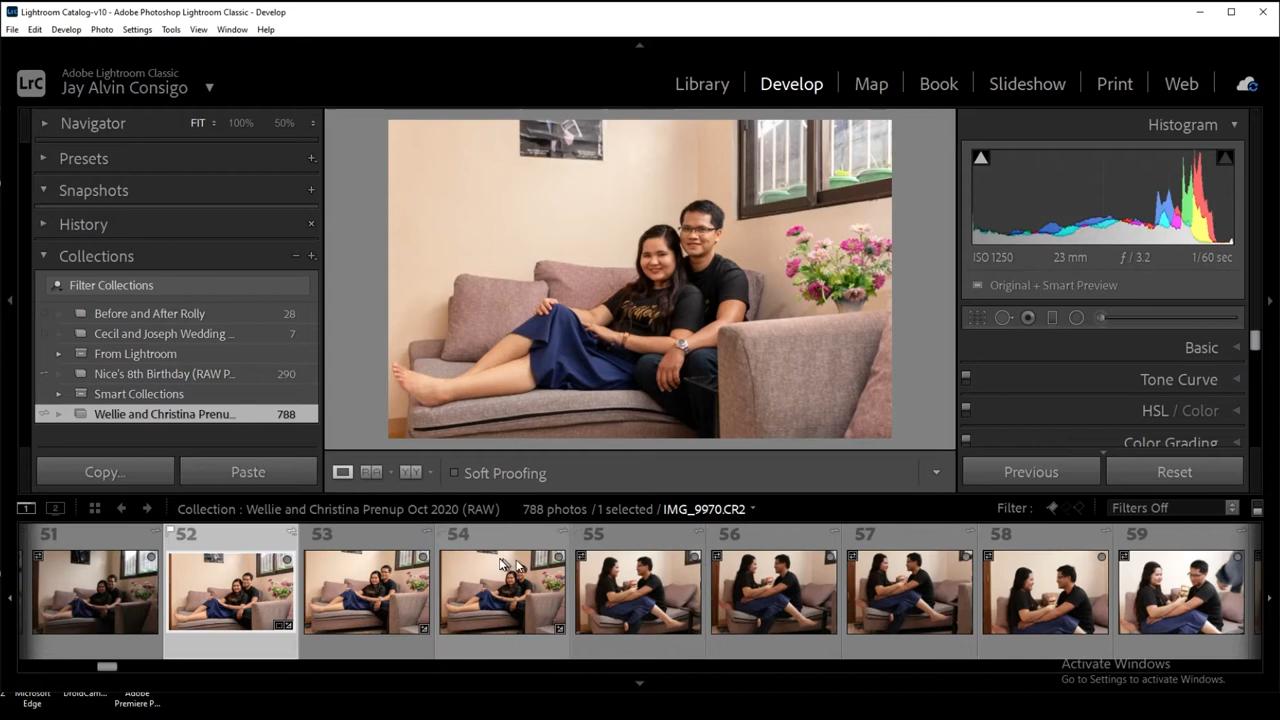 Lightroom Catalog-v10 - Adobe Photoshop Lightroom Classic - Develop
File Edit Develop Photo Settings Tools View Window Help
LrC
Adobe Lightroom Classic
Jay Alvin Consigo
Library Develop Map Book Slideshow Print Web
Navigator FIT 100% 50%
Presets
Snapshots
History
Collections
Filter Collections
Before and After Rolly 28
Cecil and Joseph Wedding ... 7
From Lightroom
Nice's 8th Birthday (RAW P... 290
Smart Collections
Wellie and Christina Prenu... 788
Copy... Paste
Soft Proofing
Histogram
ISO 1250 23 mm ƒ / 3.2 1/60 sec
Original + Smart Preview
Basic
Tone Curve
HSL / Color
Color Grading
Previous Reset
1 2 Collection : Wellie and Christina Prenup Oct 2020 (RAW) 788 photos / 1 selected / IMG_9970.CR2 Filter : Filters Off
51 52 53 54 55 56 57 58 59
Activate Windows
Go to Settings to activate Windows.
Microsoft Edge
DroidCam...
Adobe Premiere P...